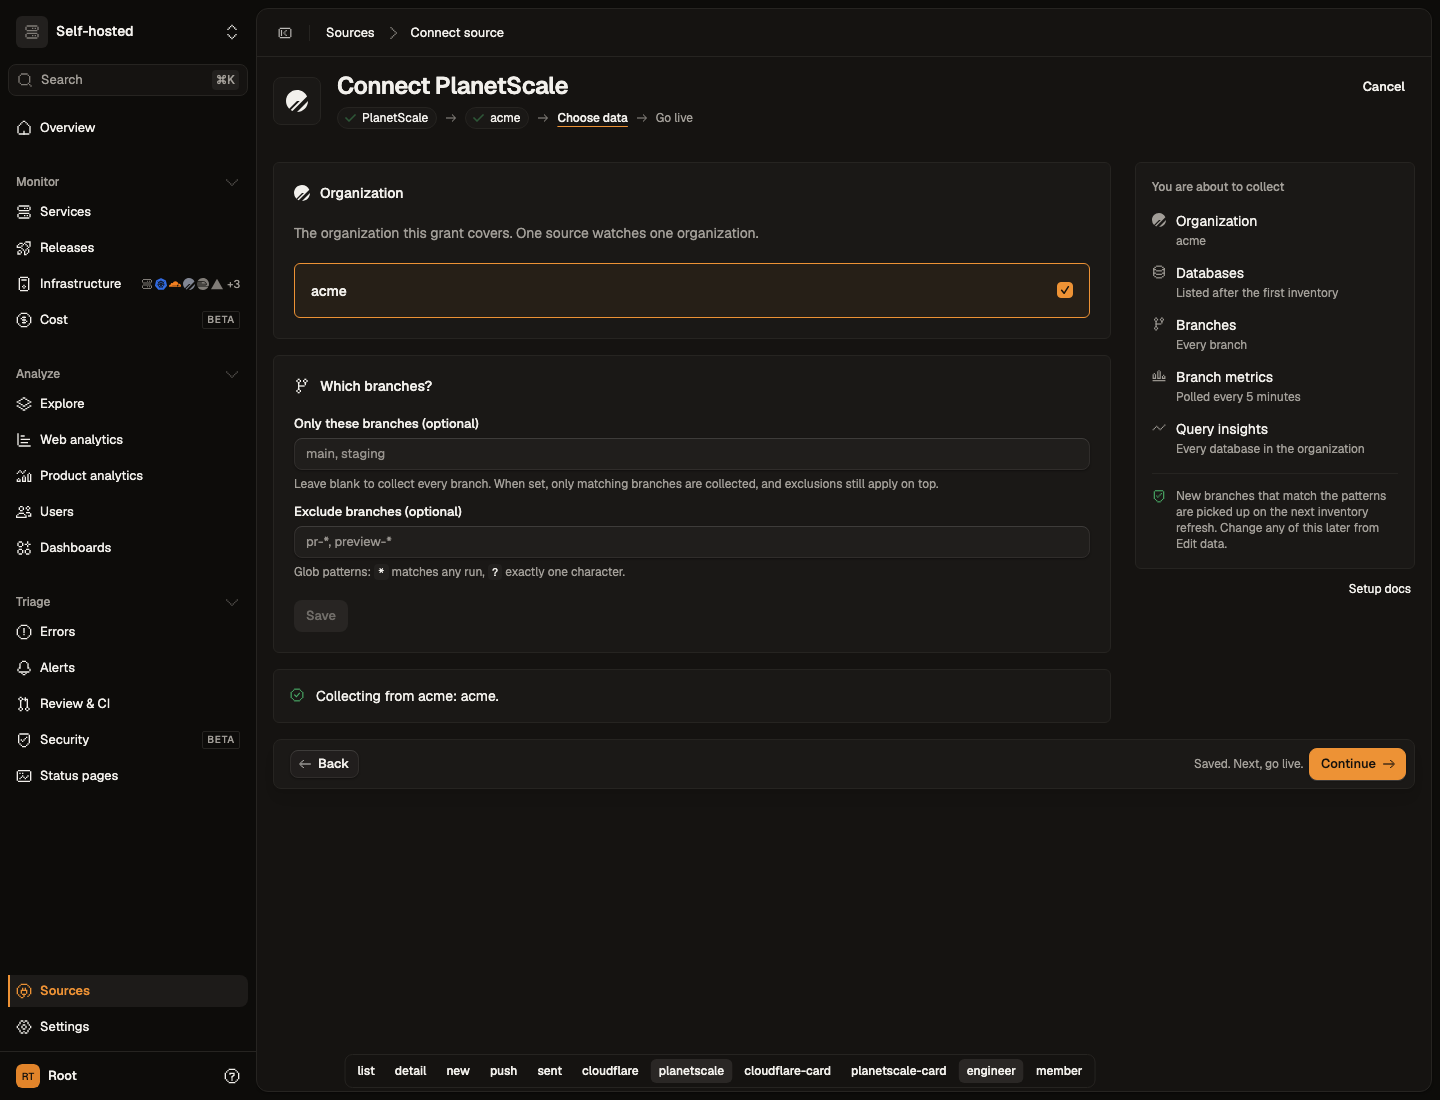 Self-hosted
Search ⌘K
Overview
Monitor
Services
Releases
Infrastructure +3
Cost BETA
Analyze
Explore
Web analytics
Product analytics
Users
Dashboards
Triage
Errors
Alerts
Review & CI
Security BETA
Status pages
Sources
Settings
RT Root
Sources Connect source
Connect PlanetScale
Cancel
PlanetScale → acme → Choose data → Go live
Organization
The organization this grant covers. One source watches one organization.
acme
Which branches?
Only these branches (optional)
main, staging
Leave blank to collect every branch. When set, only matching branches are collected, and exclusions still apply on top.
Exclude branches (optional)
pr-*, preview-*
Glob patterns: * matches any run, ? exactly one character.
Save
Collecting from acme: acme.
← Back
Saved. Next, go live. Continue →
You are about to collect
Organization
acme
Databases
Listed after the first inventory
Branches
Every branch
Branch metrics
Polled every 5 minutes
Query insights
Every database in the organization
New branches that match the patterns
are picked up on the next inventory
refresh. Change any of this later from
Edit data.
Setup docs
list detail new push sent cloudflare planetscale cloudflare-card planetscale-card engineer member